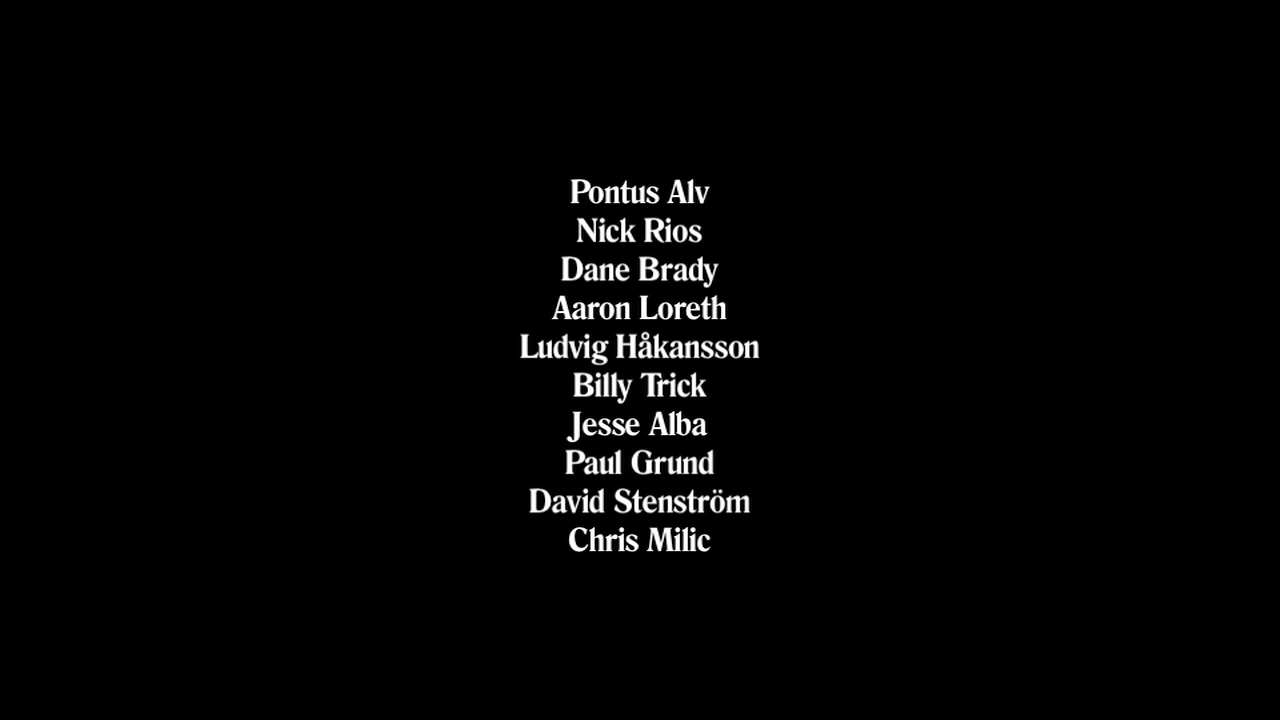 Pontus Alv
Nick Rios
Dane Brady
Aaron Loreth
Ludvig Håkansson
Billy Trick
Jesse Alba
Paul Grund
David Stenström
Chris Milic